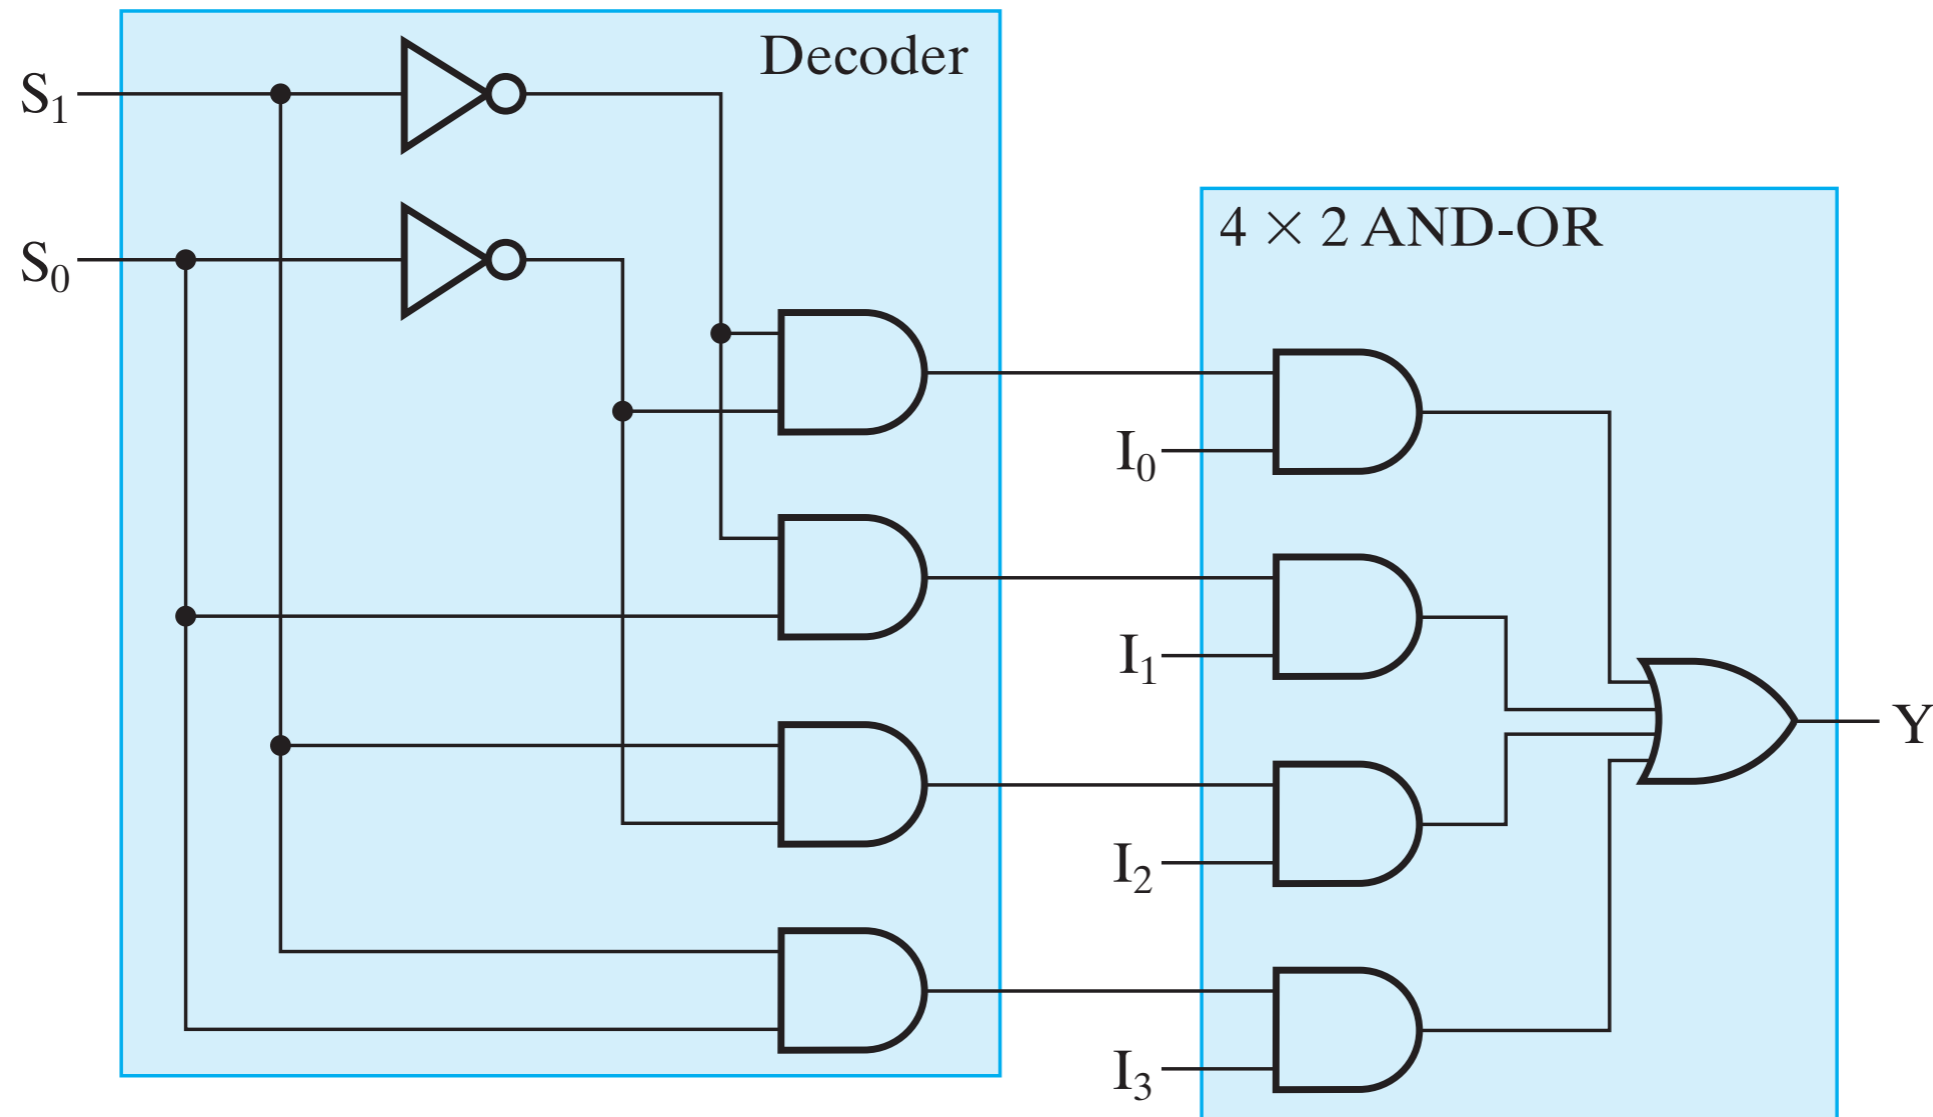 Decoder
S₁
S₀
4 × 2 AND-OR
I₀
I₁
I₂
I₃
Y